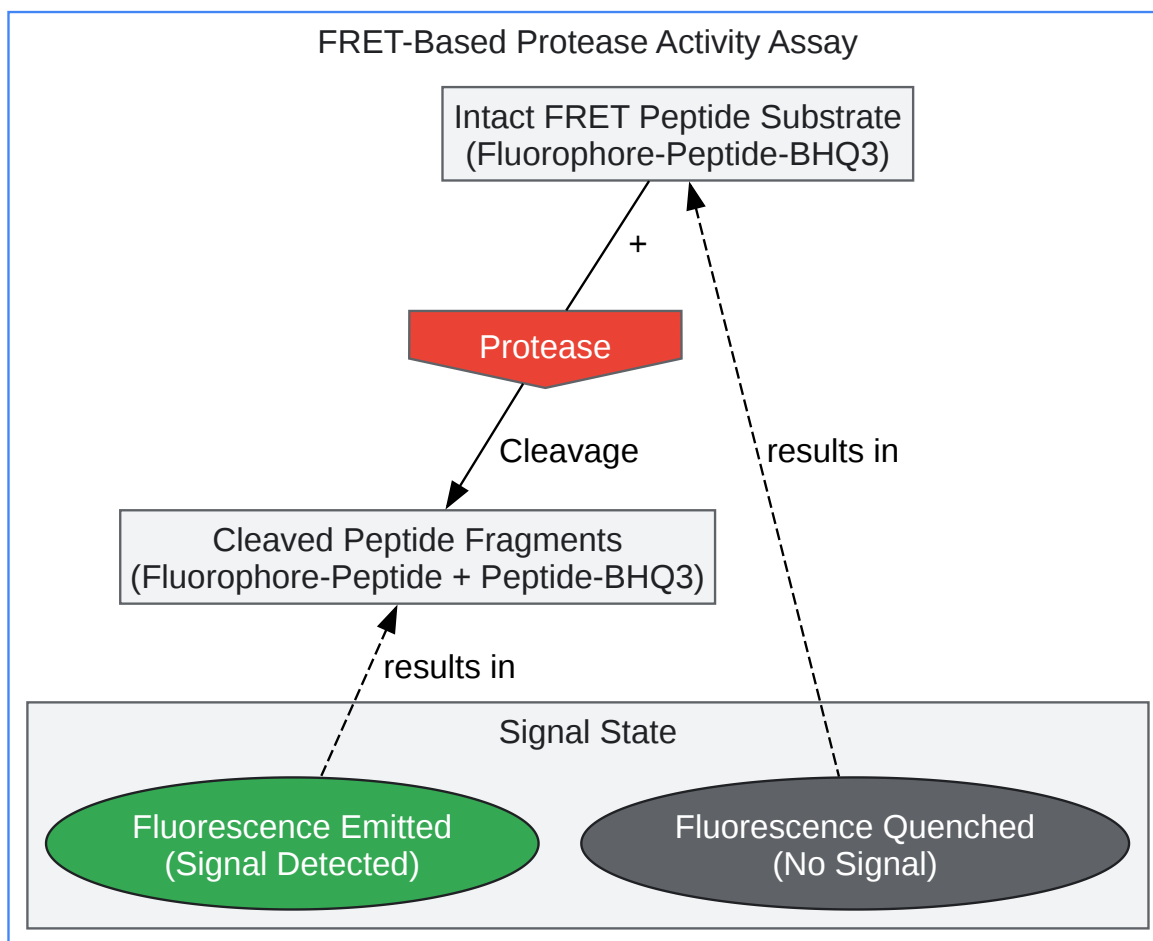 FRET-Based Protease Activity Assay
Intact FRET Peptide Substrate
(Fluorophore-Peptide-BHQ3)
+
Protease
Cleavage
results in
Cleaved Peptide Fragments
(Fluorophore-Peptide + Peptide-BHQ3)
results in
Signal State
Fluorescence Emitted
(Signal Detected)
Fluorescence Quenched
(No Signal)